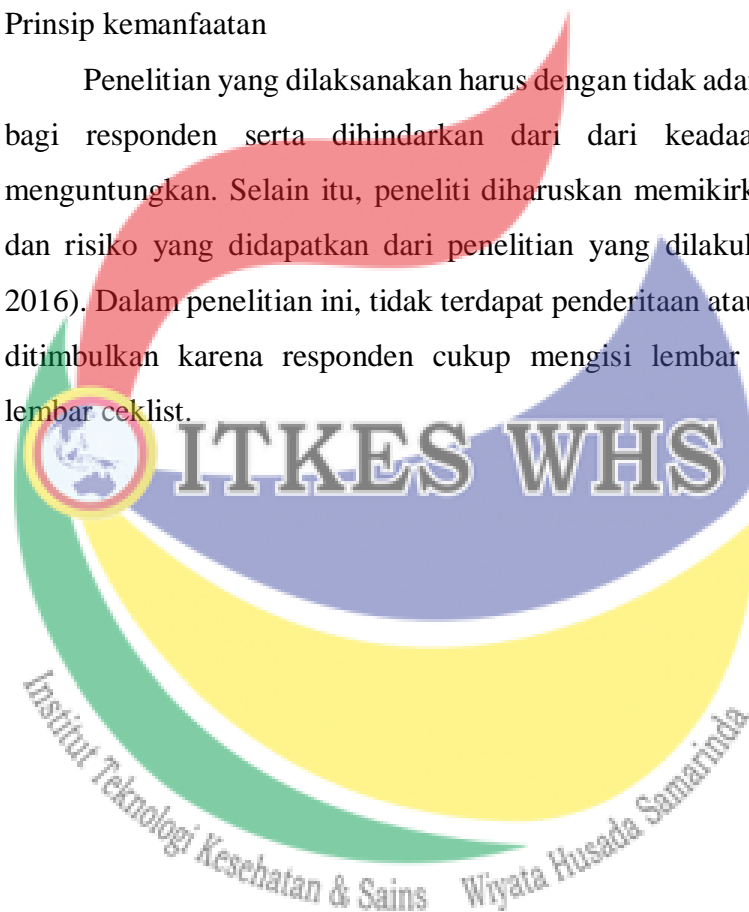 Prinsip kemanfaatan
Penelitian yang dilaksanakan harus dengan tidak adar
bagi responden serta dihindarkan dari dari keadaa
menguntungkan. Selain itu, peneliti diharuskan memikirk
dan risiko yang didapatkan dari penelitian yang dilakul
2016). Dalam penelitian ini, tidak terdapat penderitaan atau
ditimbulkan karena responden cukup mengisi lembar
lembar ceklist.
ITKES WHS
Institut Teknologi Kesehatan & Sains Wiyata Husada Samarinda